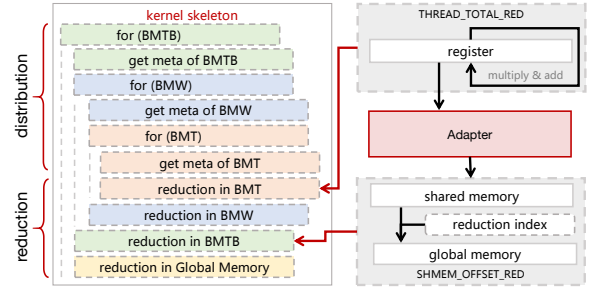 kernel skeleton
distribution
reduction
for (BMTB)
get meta of BMTB
for (BMW)
get meta of BMW
for (BMT)
get meta of BMT
reduction in BMT
reduction in BMW
reduction in BMTB
reduction in Global Memory
THREAD_TOTAL_RED
register
multiply & add
Adapter
shared memory
reduction index
global memory
SHMEM_OFFSET_RED